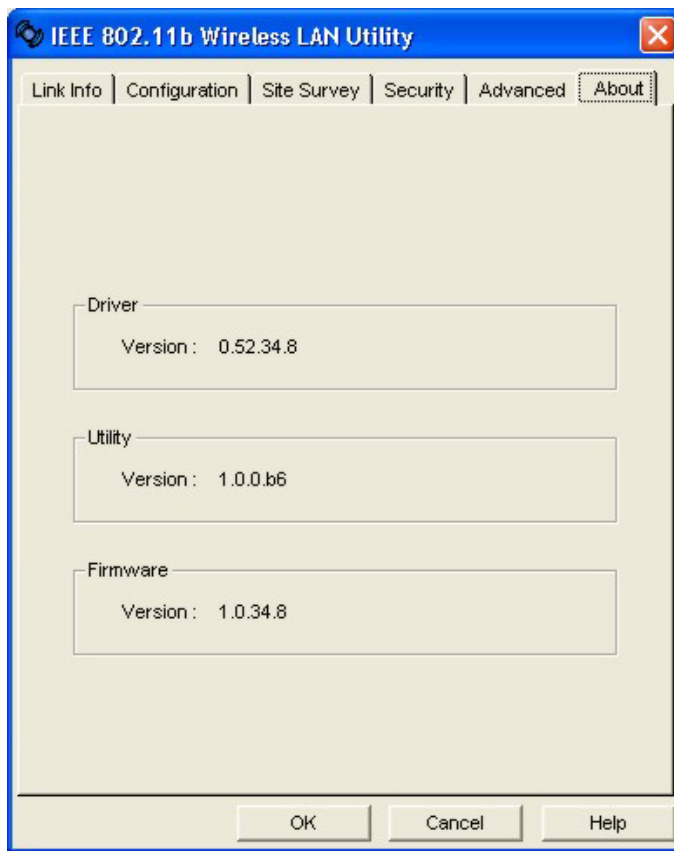 IEEE 802.11b Wireless LAN Utility
Link Info Configuration Site Survey Security Advanced About
Driver
Version : 0.52.34.8
Utility
Version : 1.0.0.b6
Firmware
Version : 1.0.34.8
OK Cancel Help